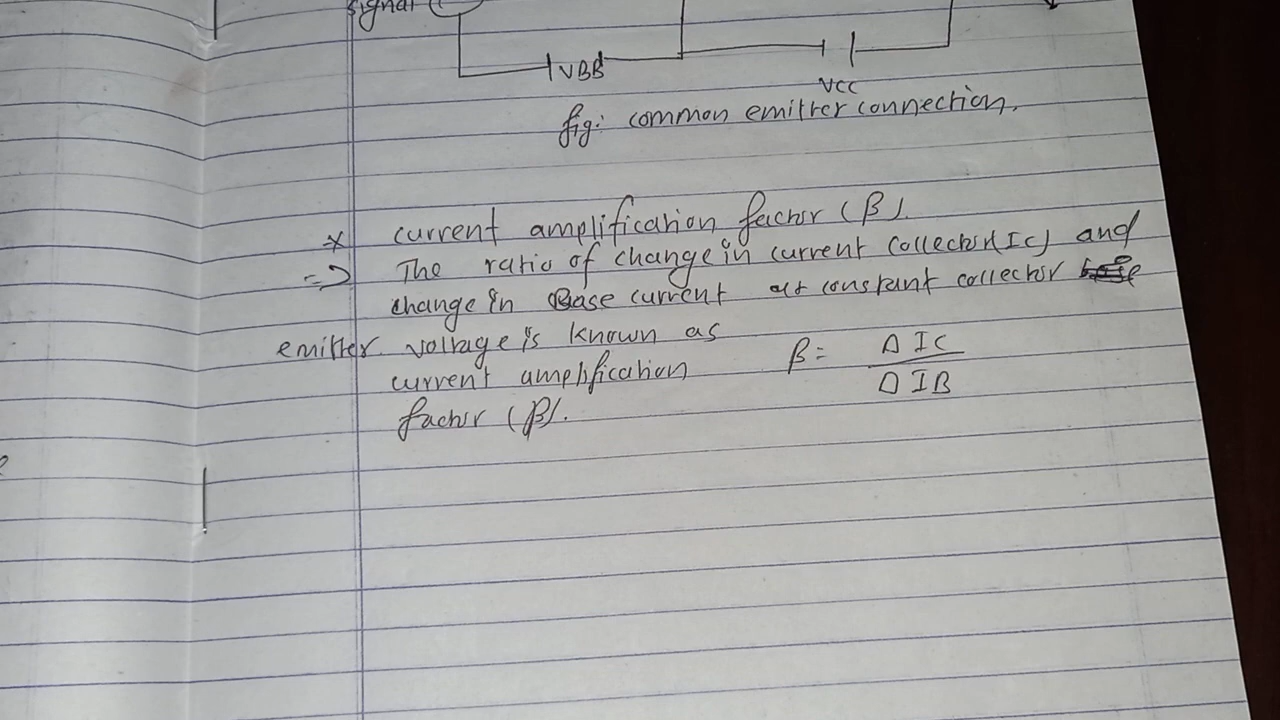 signal
VBB
VCC
fig: common emitter connection.
* current amplification factor (β).
=> The ratio of change in current collector (Ic) and
change in Base current at constant collector
emitter voltage is known as
current amplification
factor (β).
β = ΔIC / ΔIB